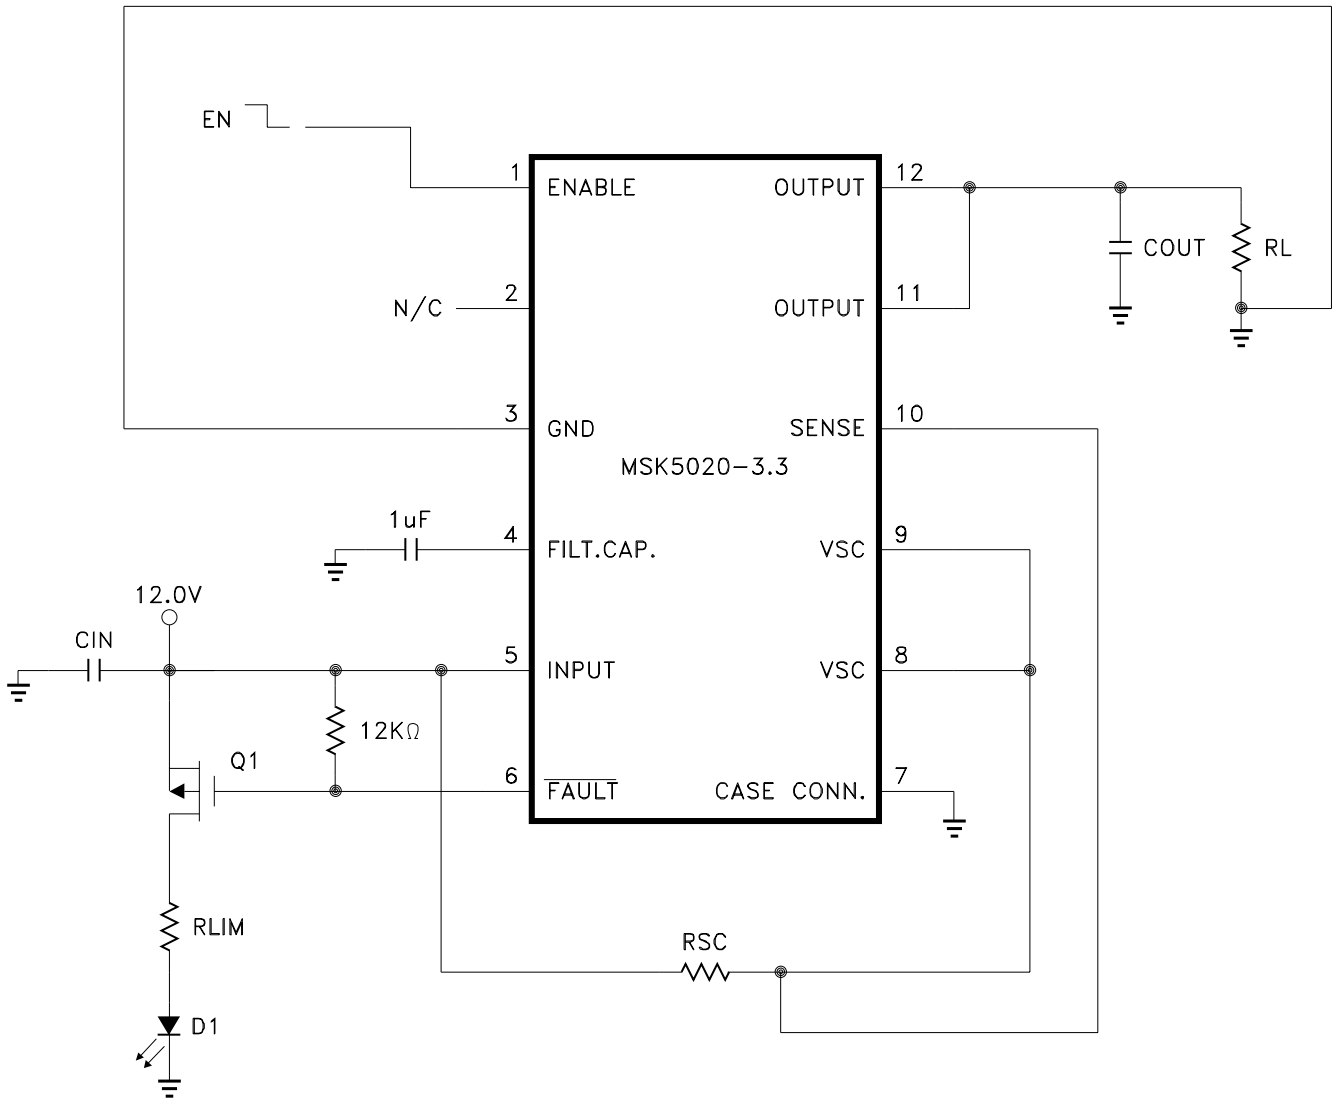 EN
1 ENABLE OUTPUT 12
COUT RL
N/C 2 OUTPUT 11
3 GND SENSE 10
MSK5020-3.3
1uF
4 FILT.CAP. VSC 9
12.0V
CIN
5 INPUT VSC 8
12KΩ
Q1
6 FAULT CASE CONN. 7
RLIM
RSC
D1